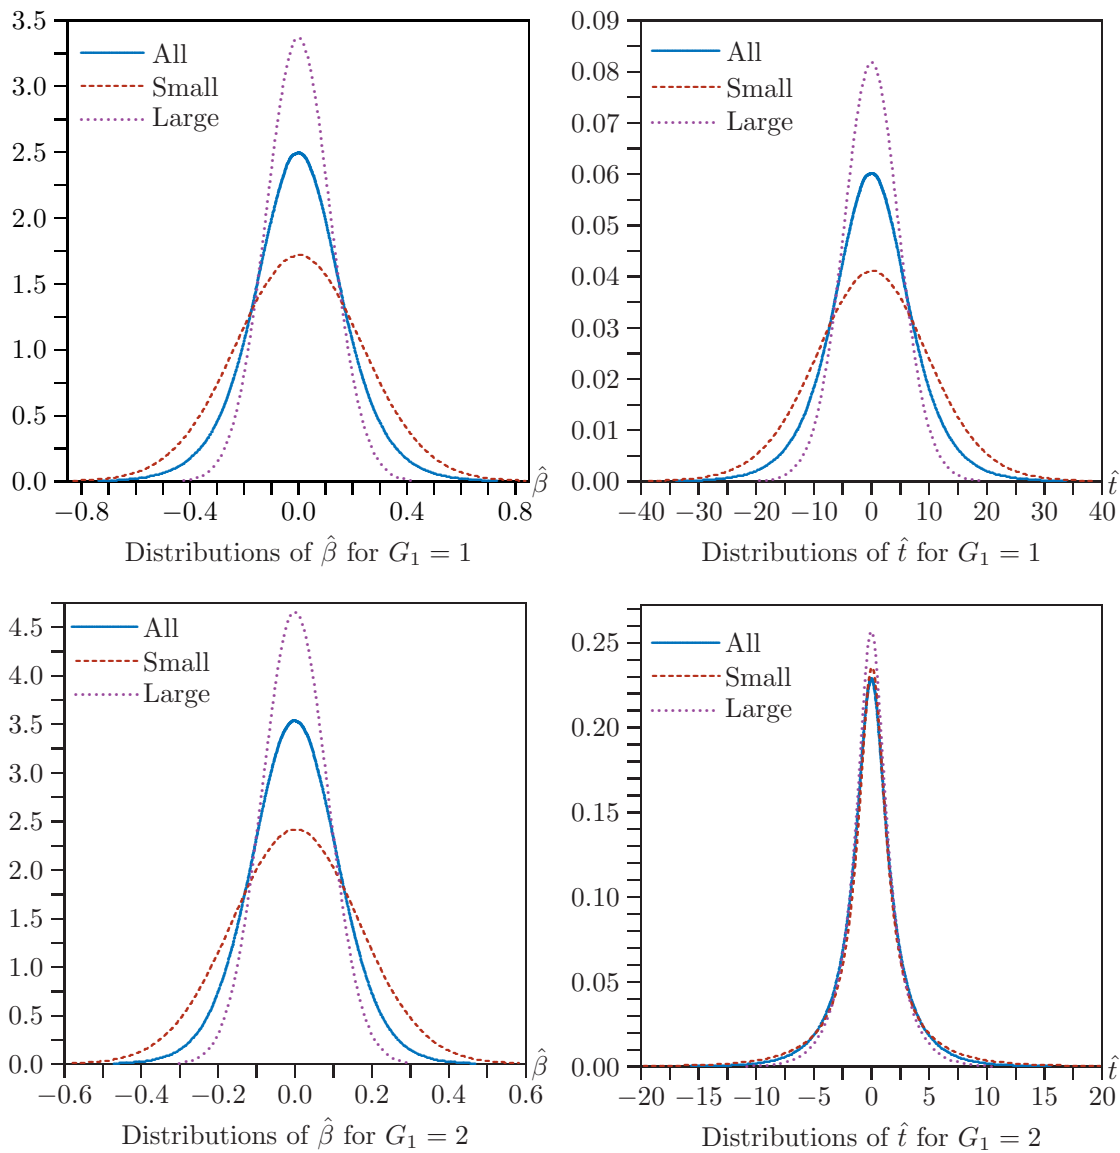 3.5
3.0
2.5
2.0
1.5
1.0
0.5
0.0
All
Small
Large
−0.8 −0.4 0.0 0.4 0.8
β̂
Distributions of β̂ for G₁ = 1
0.09
0.08
0.07
0.06
0.05
0.04
0.03
0.02
0.01
0.00
All
Small
Large
−40 −30 −20 −10 0 10 20 30 40
t̂
Distributions of t̂ for G₁ = 1
4.5
4.0
3.5
3.0
2.5
2.0
1.5
1.0
0.5
0.0
All
Small
Large
−0.6 −0.4 −0.2 0.0 0.2 0.4 0.6
β̂
Distributions of β̂ for G₁ = 2
0.25
0.20
0.15
0.10
0.05
0.00
All
Small
Large
−20 −15 −10 −5 0 5 10 15 20
t̂
Distributions of t̂ for G₁ = 2